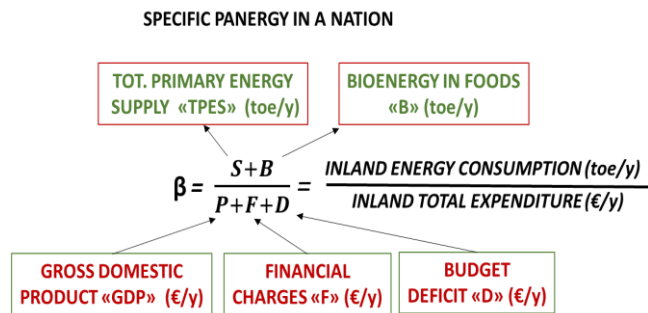 SPECIFIC PANERGY IN A NATION
TOT. PRIMARY ENERGY
SUPPLY «TPES» (toe/y)
BIOENERGY IN FOODS
«B» (toe/y)
β = S+B / P+F+D = INLAND ENERGY CONSUMPTION (toe/y) / INLAND TOTAL EXPENDITURE (€/y)
GROSS DOMESTIC
PRODUCT «GDP» (€/y)
FINANCIAL
CHARGES «F» (€/y)
BUDGET
DEFICIT «D» (€/y)